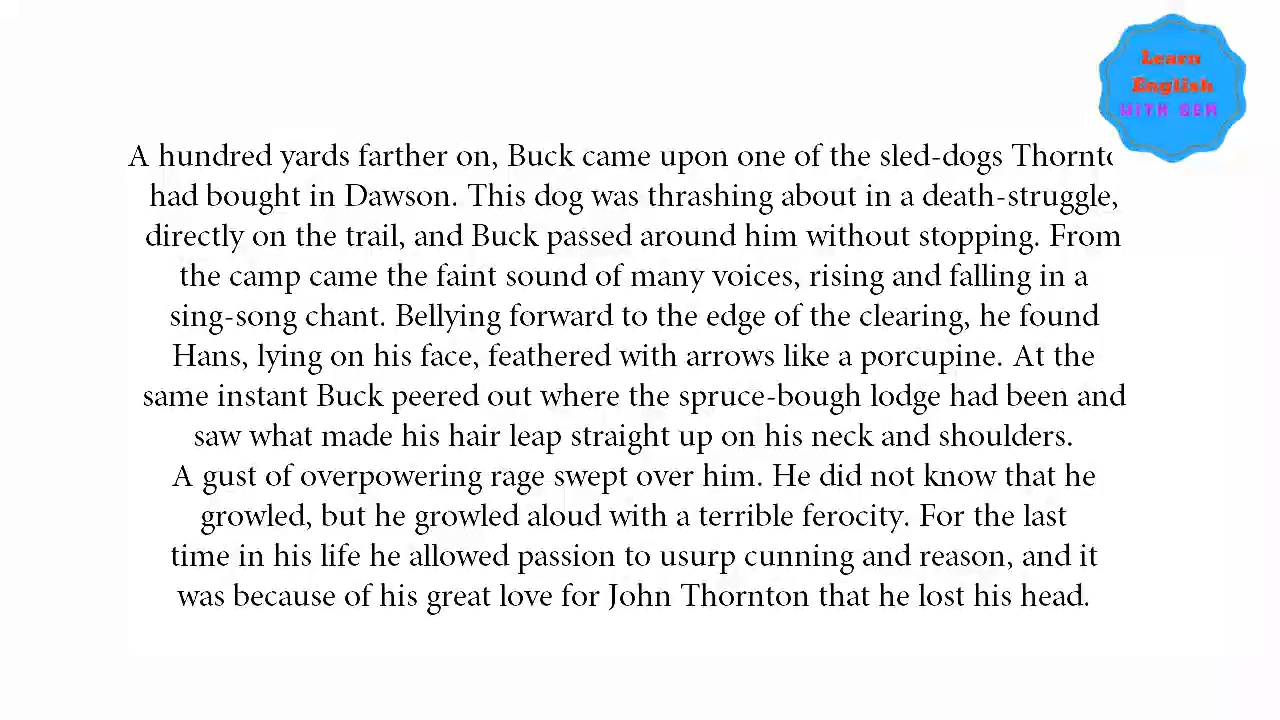 Learn
English
WITH GEM
A hundred yards farther on, Buck came upon one of the sled-dogs
had bought in Dawson. This dog was thrashing about in a death-struggle,
directly on the trail, and Buck passed around him without stopping. From
the camp came the faint sound of many voices, rising and falling in a
sing-song chant. Bellying forward to the edge of the clearing, he found
Hans, lying on his face, feathered with arrows like a porcupine. At the
same instant Buck peered out where the spruce-bough lodge had been and
saw what made his hair leap straight up on his neck and shoulders.
A gust of overpowering rage swept over him. He did not know that he
growled, but he growled aloud with a terrible ferocity. For the last
time in his life he allowed passion to usurp cunning and reason, and it
was because of his great love for John Thornton that he lost his head.